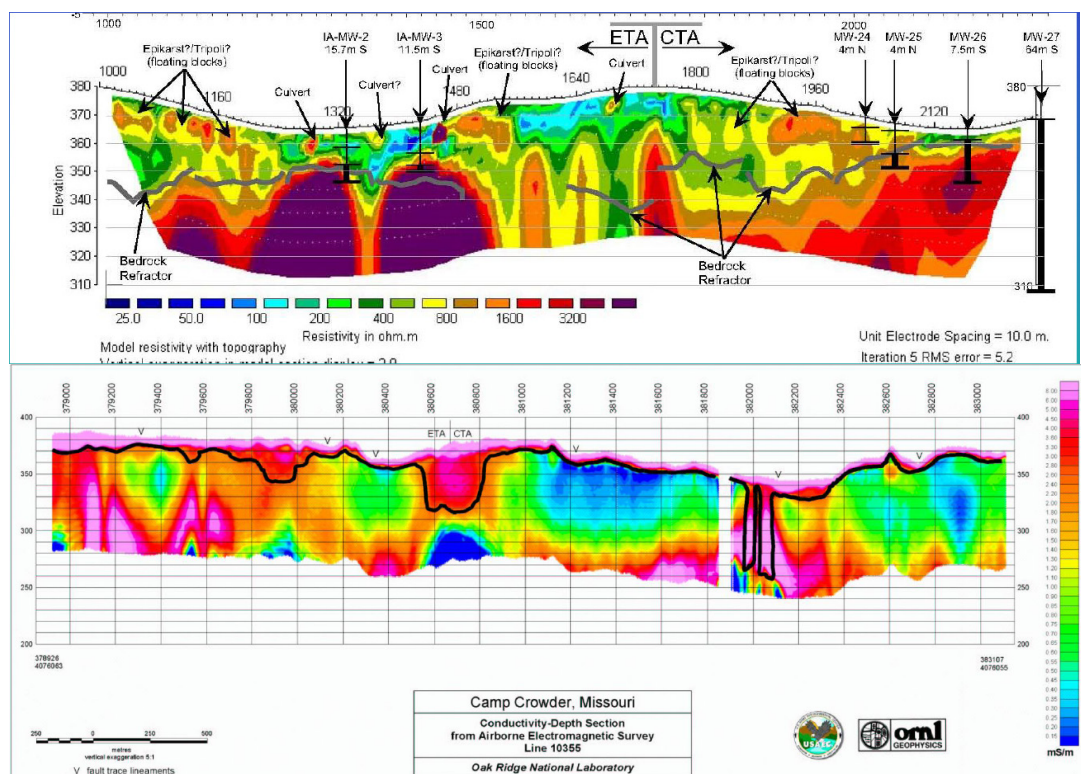 1000 1500 2000
ETA CTA
Epikarst?/Tripoli?
(floating blocks)
IA-MW-2
15.7m S
IA-MW-3
11.5m S
Epikarst?/Tripoli?
(floating blocks)
Culvert
Culvert?
Culvert
Culvert
Epikarst?/Tripoli?
(floating blocks)
MW-24
4m N
MW-25
4 m N
MW-26
7.5m S
MW-27
64m S
1000 1160 1480 1640 1800 1960 2120
Elevation
380
370
360
350
340
330
320
310
380
Bedrock
Refractor
Bedrock
Refractor
25.0 50.0 100 200 400 800 1600 3200
Resistivity in ohm.m
Model resistivity with topography
Unit Electrode Spacing = 10.0 m.
Iteration 5 RMS error = 5.2
379000 379200 379400 379600 379800 380000 380200 380400 380600 380800 381000 381200 381400 381600 381800 382000 382200 382400 382600 382800 383000
400
350
300
250
200
400
350
300
250
200
V V V ETA CTA V V V
378926
4076063
383107
4076055
250 0 250 500
metres
vertical exaggeration 5:1
V fault trace lineaments
Camp Crowder, Missouri
Conductivity-Depth Section
from Airborne Electromagnetic Survey
Line 10355
Oak Ridge National Laboratory
USAEC
ornl
GEOPHYSICS
mS/m